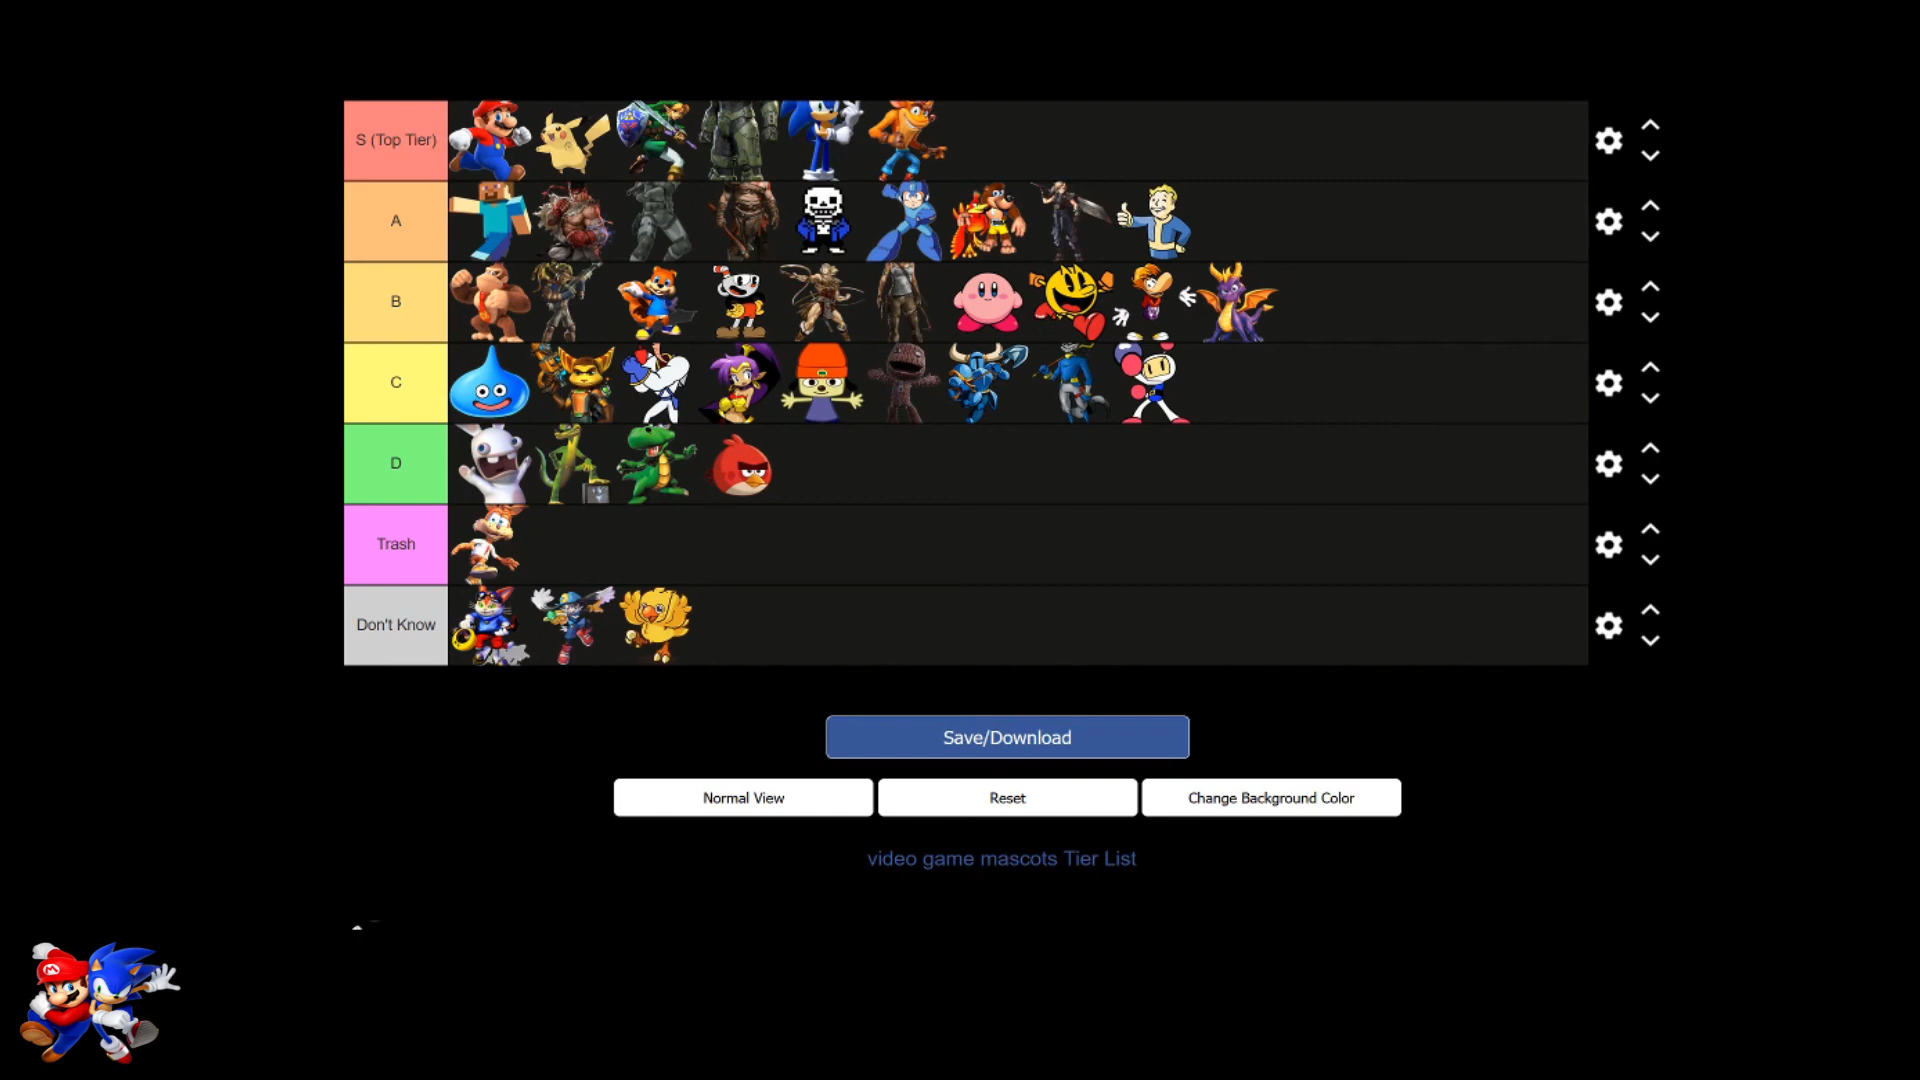 S (Top Tier)
A
B
C
D
Trash
Don't Know
Save/Download
Normal View
Reset
Change Background Color
video game mascots Tier List